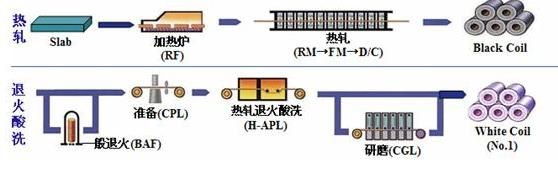 热轧
Slab
加热炉
(RF)
热轧
(RM→FM→D/C)
Black Coil
退火酸洗
一般退火(BAF)
准备(CPL)
热轧退火酸洗
(H-APL)
研磨(CGL)
White Coil
(No.1)